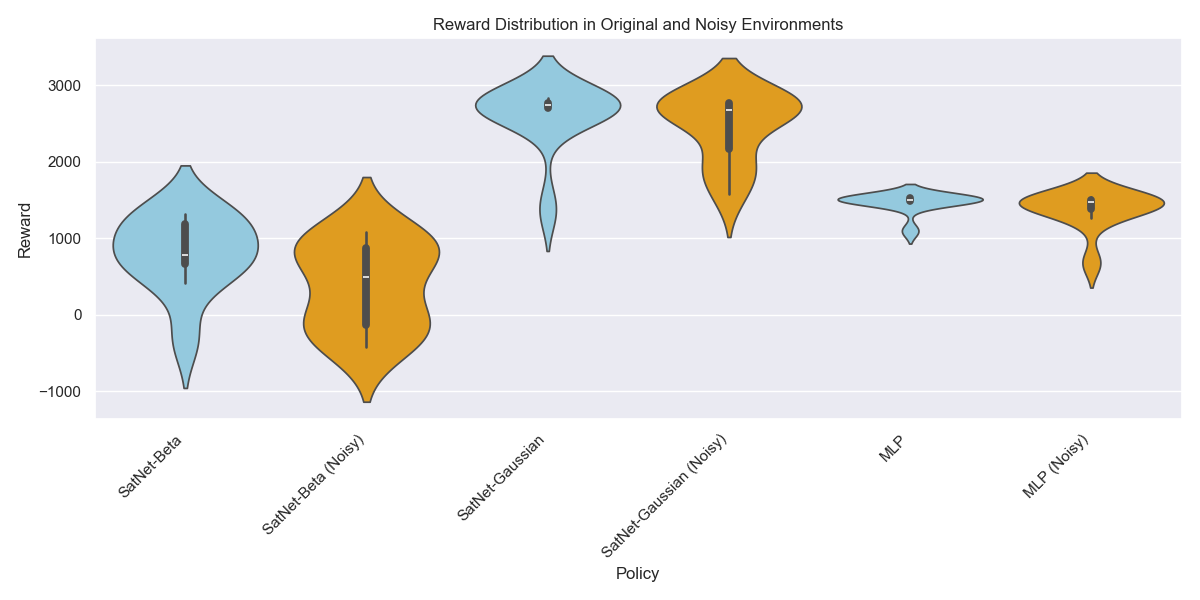 Reward Distribution in Original and Noisy Environments
3000
2000
1000
0
−1000
Reward
SatNet-Beta
SatNet-Beta (Noisy)
SatNet-Gaussian
SatNet-Gaussian (Noisy)
MLP
MLP (Noisy)
Policy